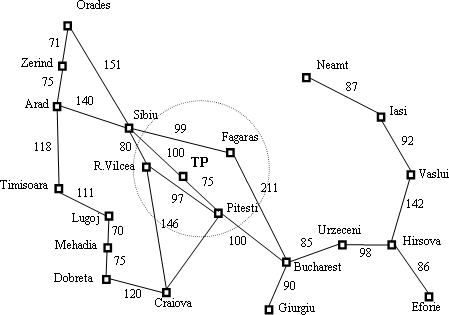 Orades
71
Zerind
151
75
Neamt
87
Arad
140
Sibiu
Iasi
99
80
Fagaras
92
118
100
TP
R.Vilcea
75
Vaslui
Timisoara
111
97
211
Pitesti
142
Lugoj
146
70
100
Urzeceni
85
Mehadia
98
Hirsova
75
Bucharest
86
Dobreta
90
120
Craiova
Giurgiu
Eforie